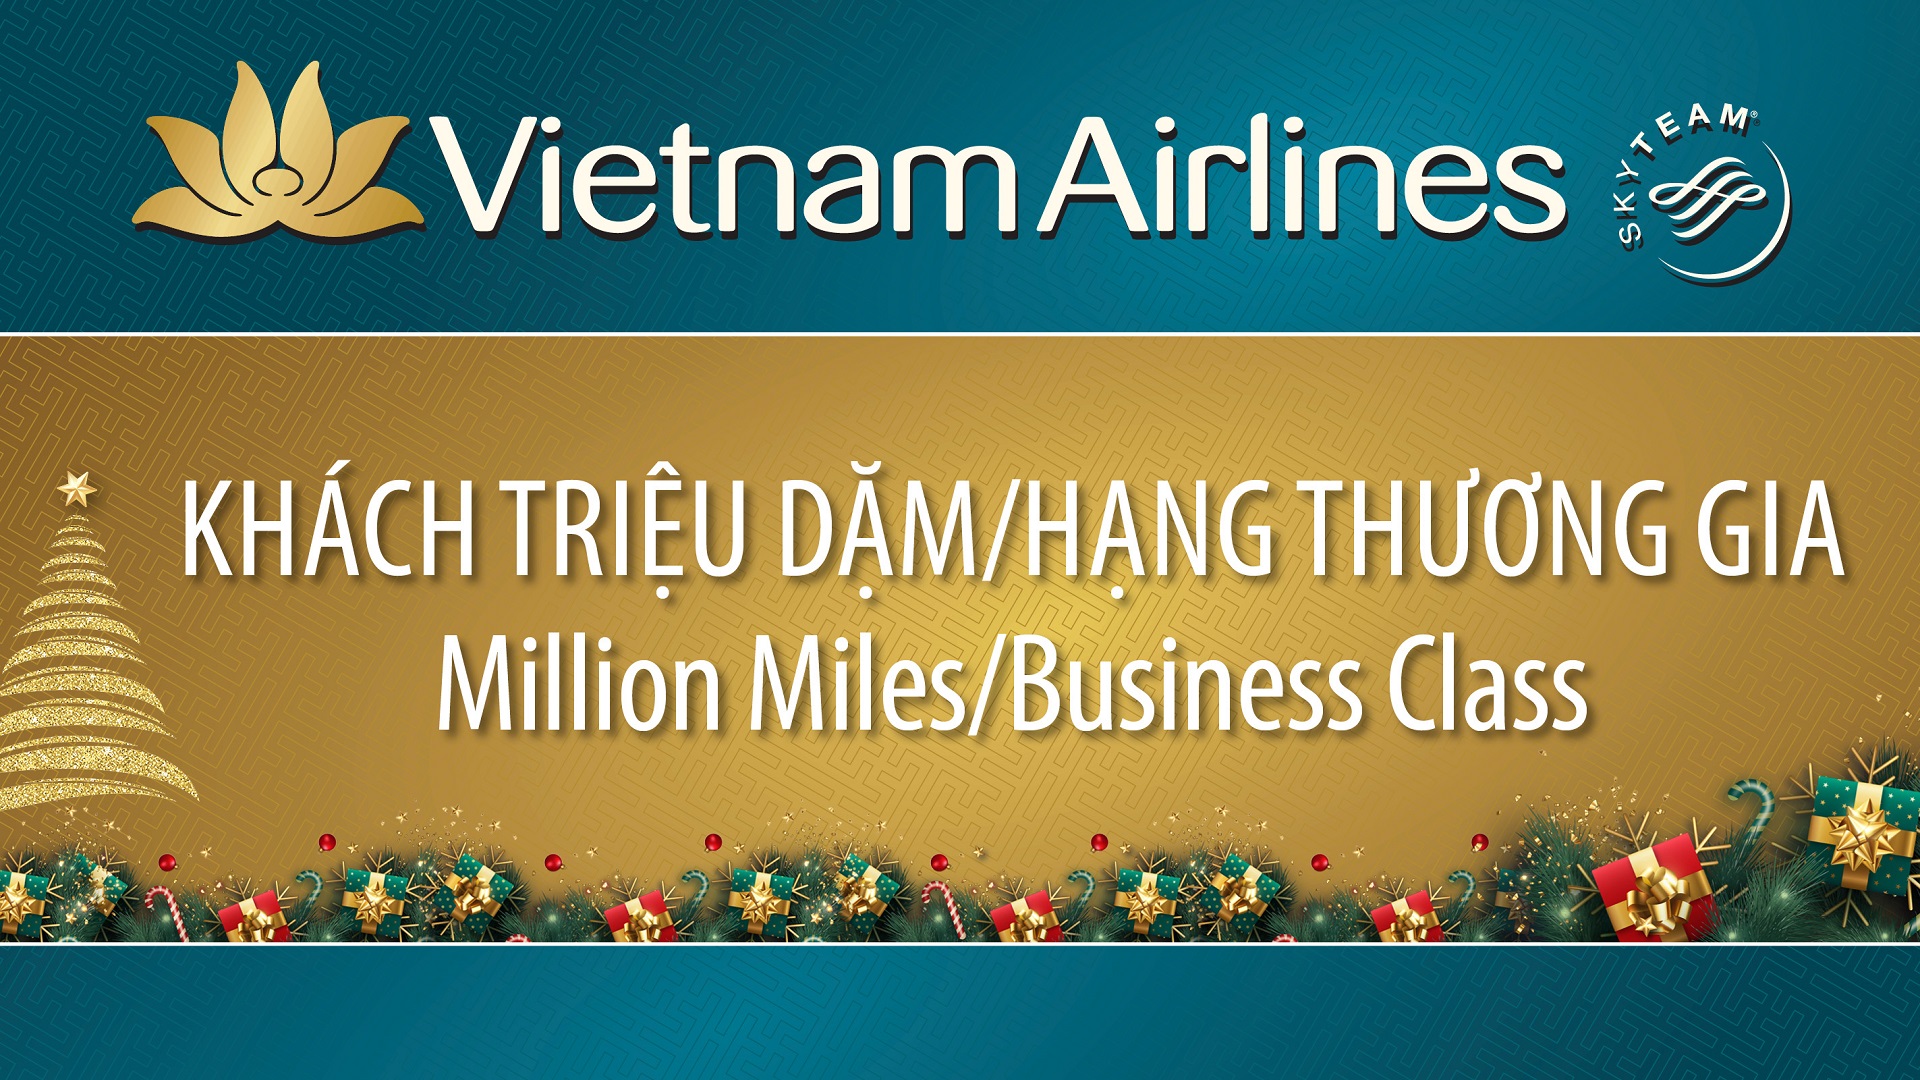 Vietnam Airlines
SKYTEAM®
KHÁCH TRIỆU DẶM/HẠNG THƯƠNG GIA
Million Miles/Business Class